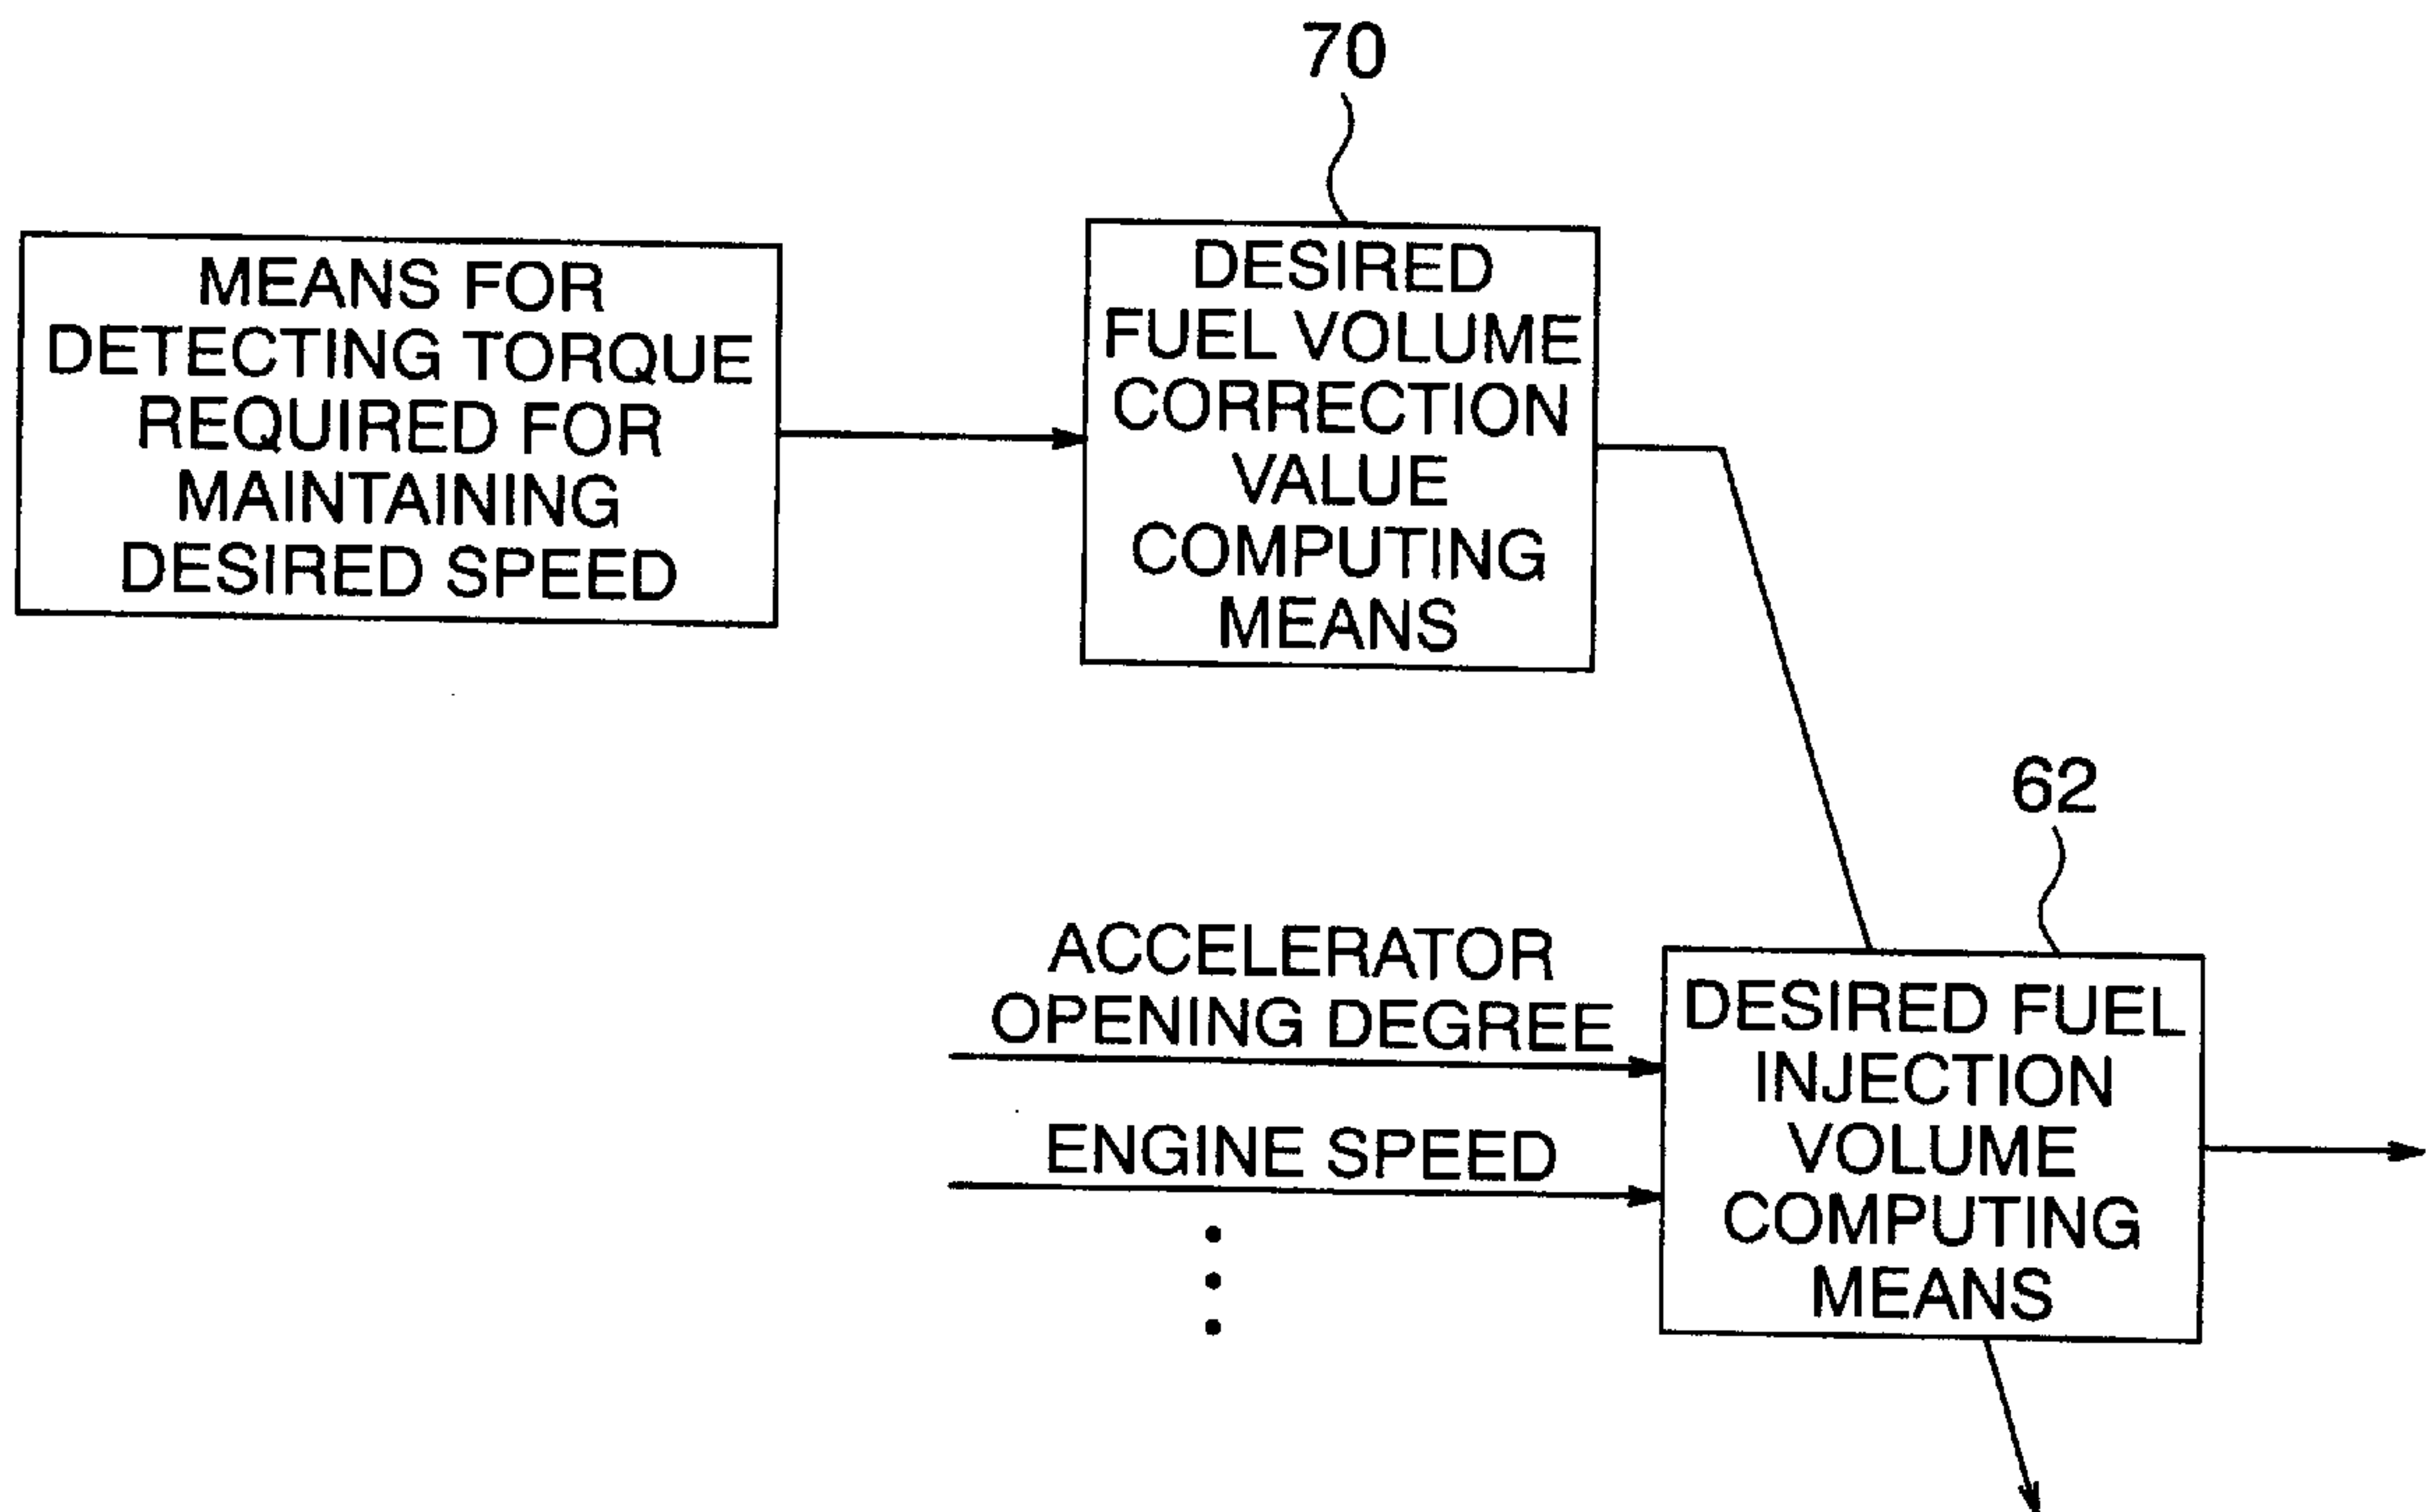 70
MEANS FOR
DETECTING TORQUE
REQUIRED FOR
MAINTAINING
DESIRED SPEED
DESIRED
FUEL VOLUME
CORRECTION
VALUE
COMPUTING
MEANS
62
ACCELERATOR
OPENING DEGREE
ENGINE SPEED
DESIRED FUEL
INJECTION
VOLUME
COMPUTING
MEANS